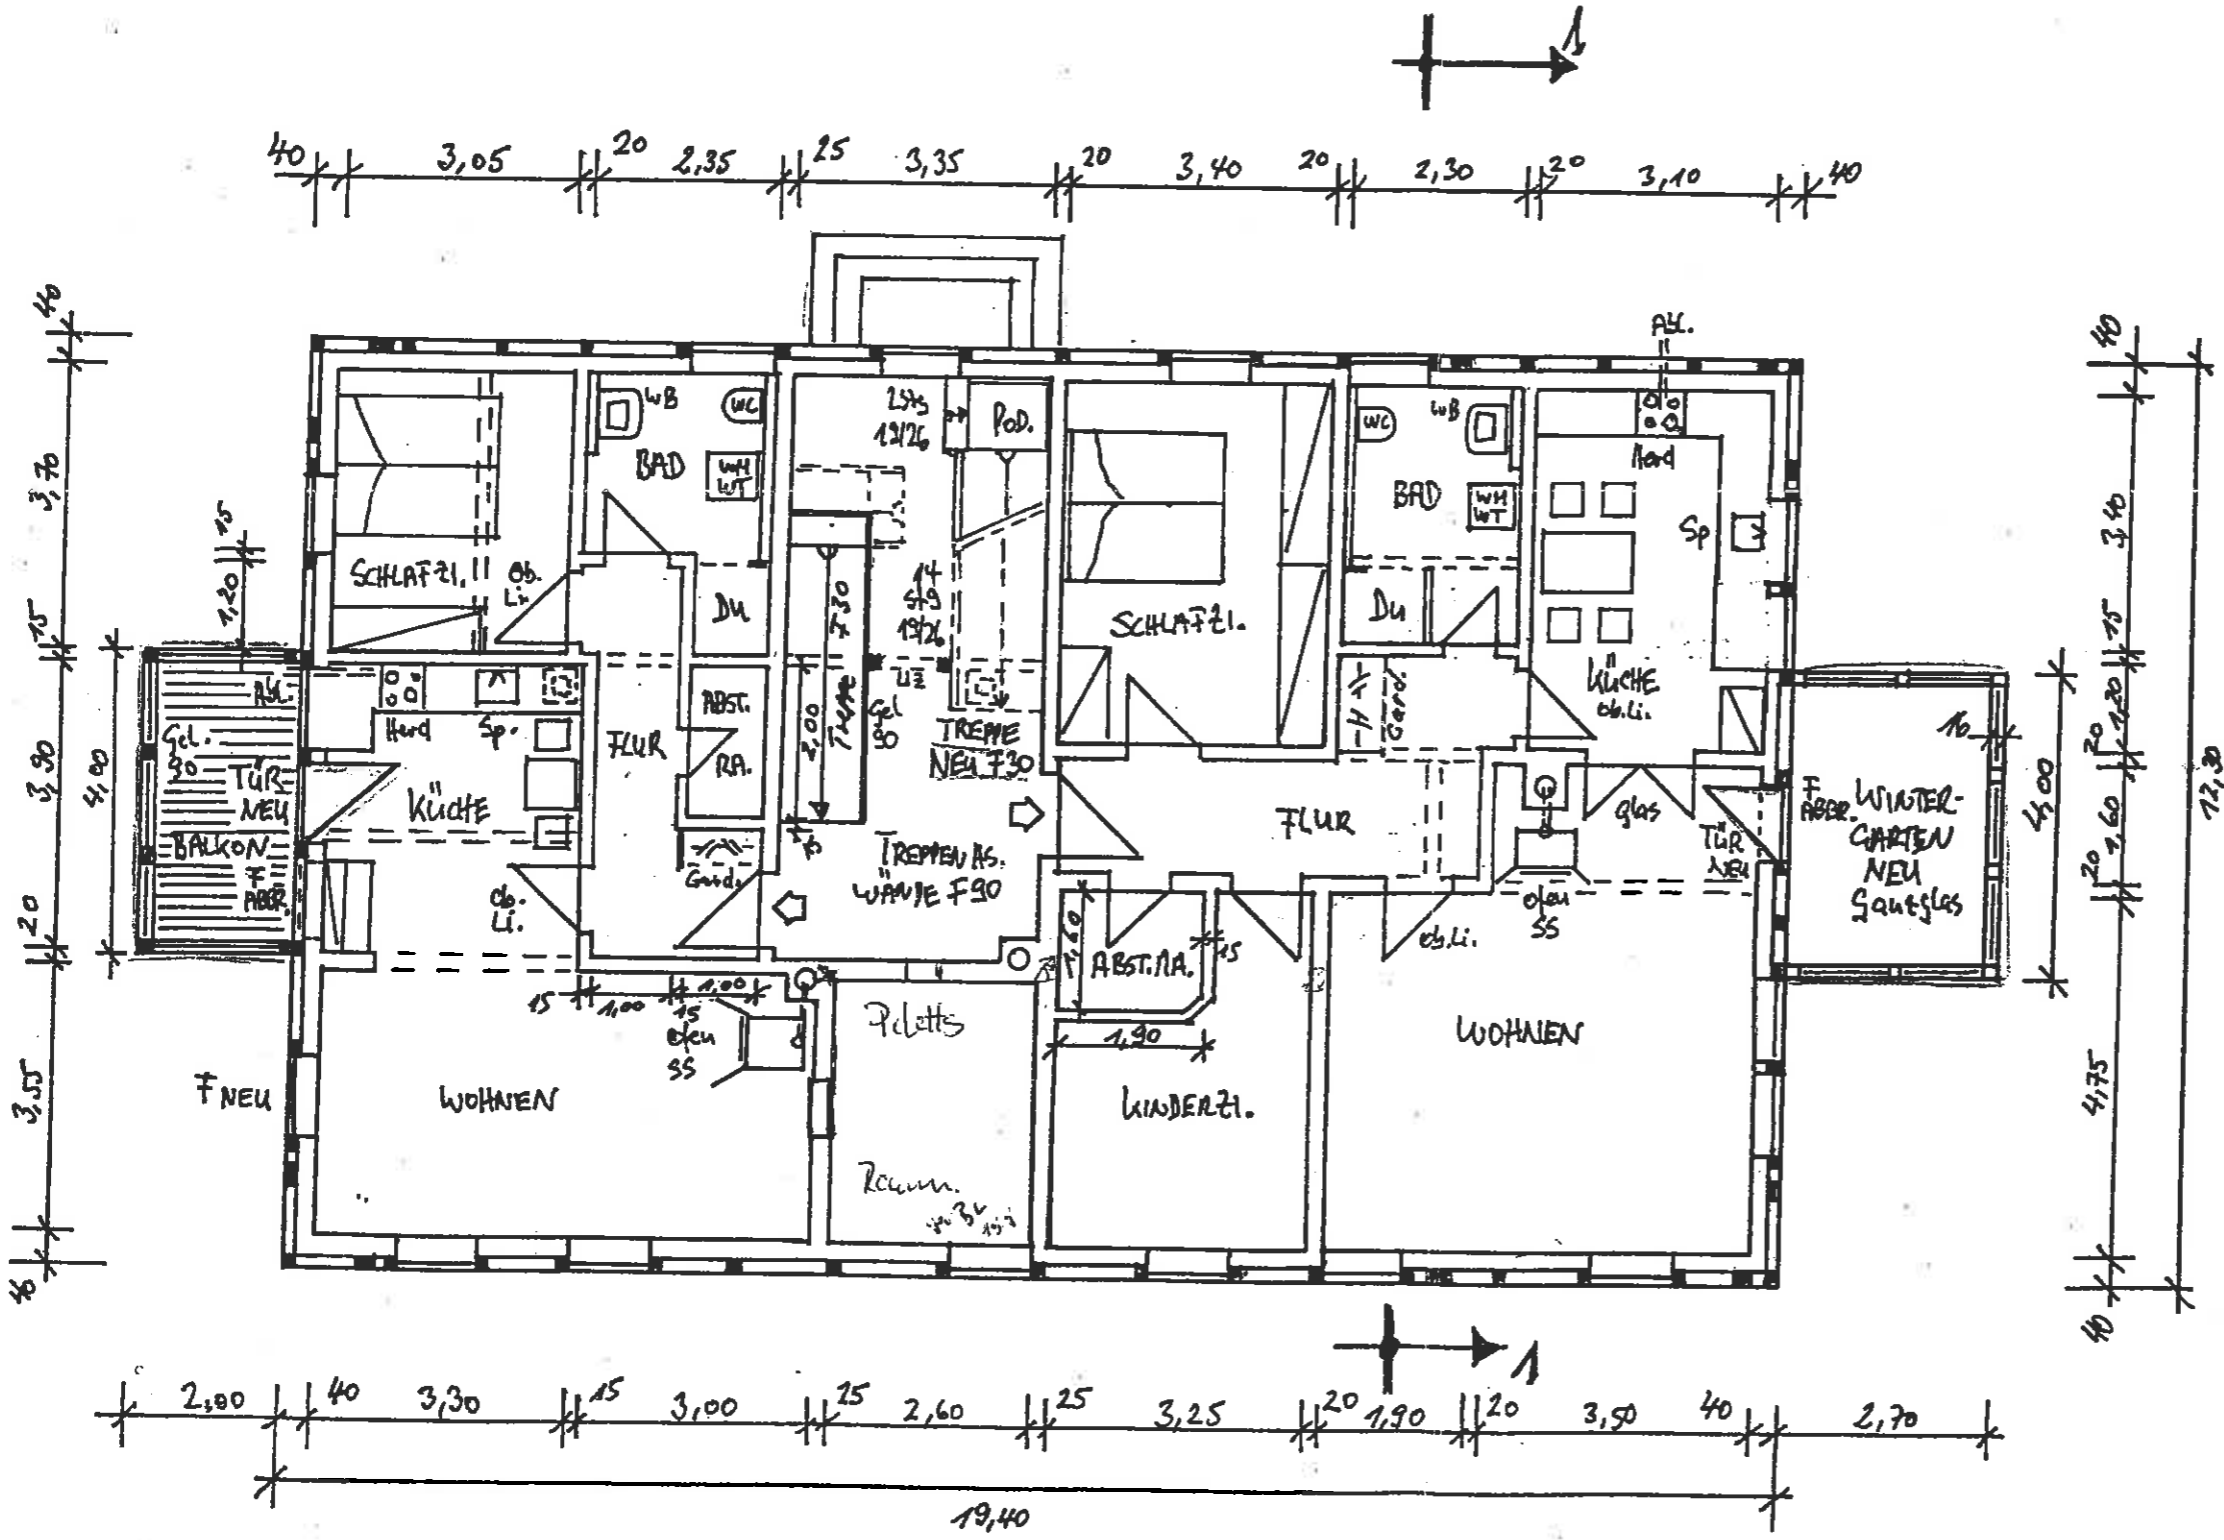 1
40 3,05 20 2,35 25 3,35 20 3,40 20 2,30 20 3,10 40
40
3,70
15
3,90
20
3,55
40
15
1,20
4,00
SCHLAFZI.
Ob.
Li.
WB
WC
BAD
WH
WT
DU
2 Stg
19/26
POD.
14
Stg
19/26
F30
2,00
15
UZ
Gel
90
TREPPE
NEU F30
TREPPENHS.
WÄNDE F90
SCHLAFZI.
WC
WB
BAD
WH
WT
DU
Gard.
Abl.
Herd
Sp
KÜCHE
ob.li.
Abl.
Gel.
90
TÜR
NEU
BALKON
F
ABBR.
Herd
Sp.
KÜCHE
ob.
Li.
FLUR
ABST.
RA.
Gard.
FLUR
glas
TÜR
NEU
Ofen
SS
F
ABBR.
WINTER-
GARTEN
NEU
Ganzglas
16
ob.li.
ABST.RA.
1,60
15
1,90
15 1,00 15 1,00
Ofen
SS
F NEU
WOHNEN
Peletts
Raum.
KINDERZI.
WOHNEN
40
3,40
15
1,20
20
1,60
20
4,75
40
4,00
12,30
1
2,00 40 3,30 15 3,00 25 2,60 25 3,25 20 1,90 20 3,50 40 2,70
19,40